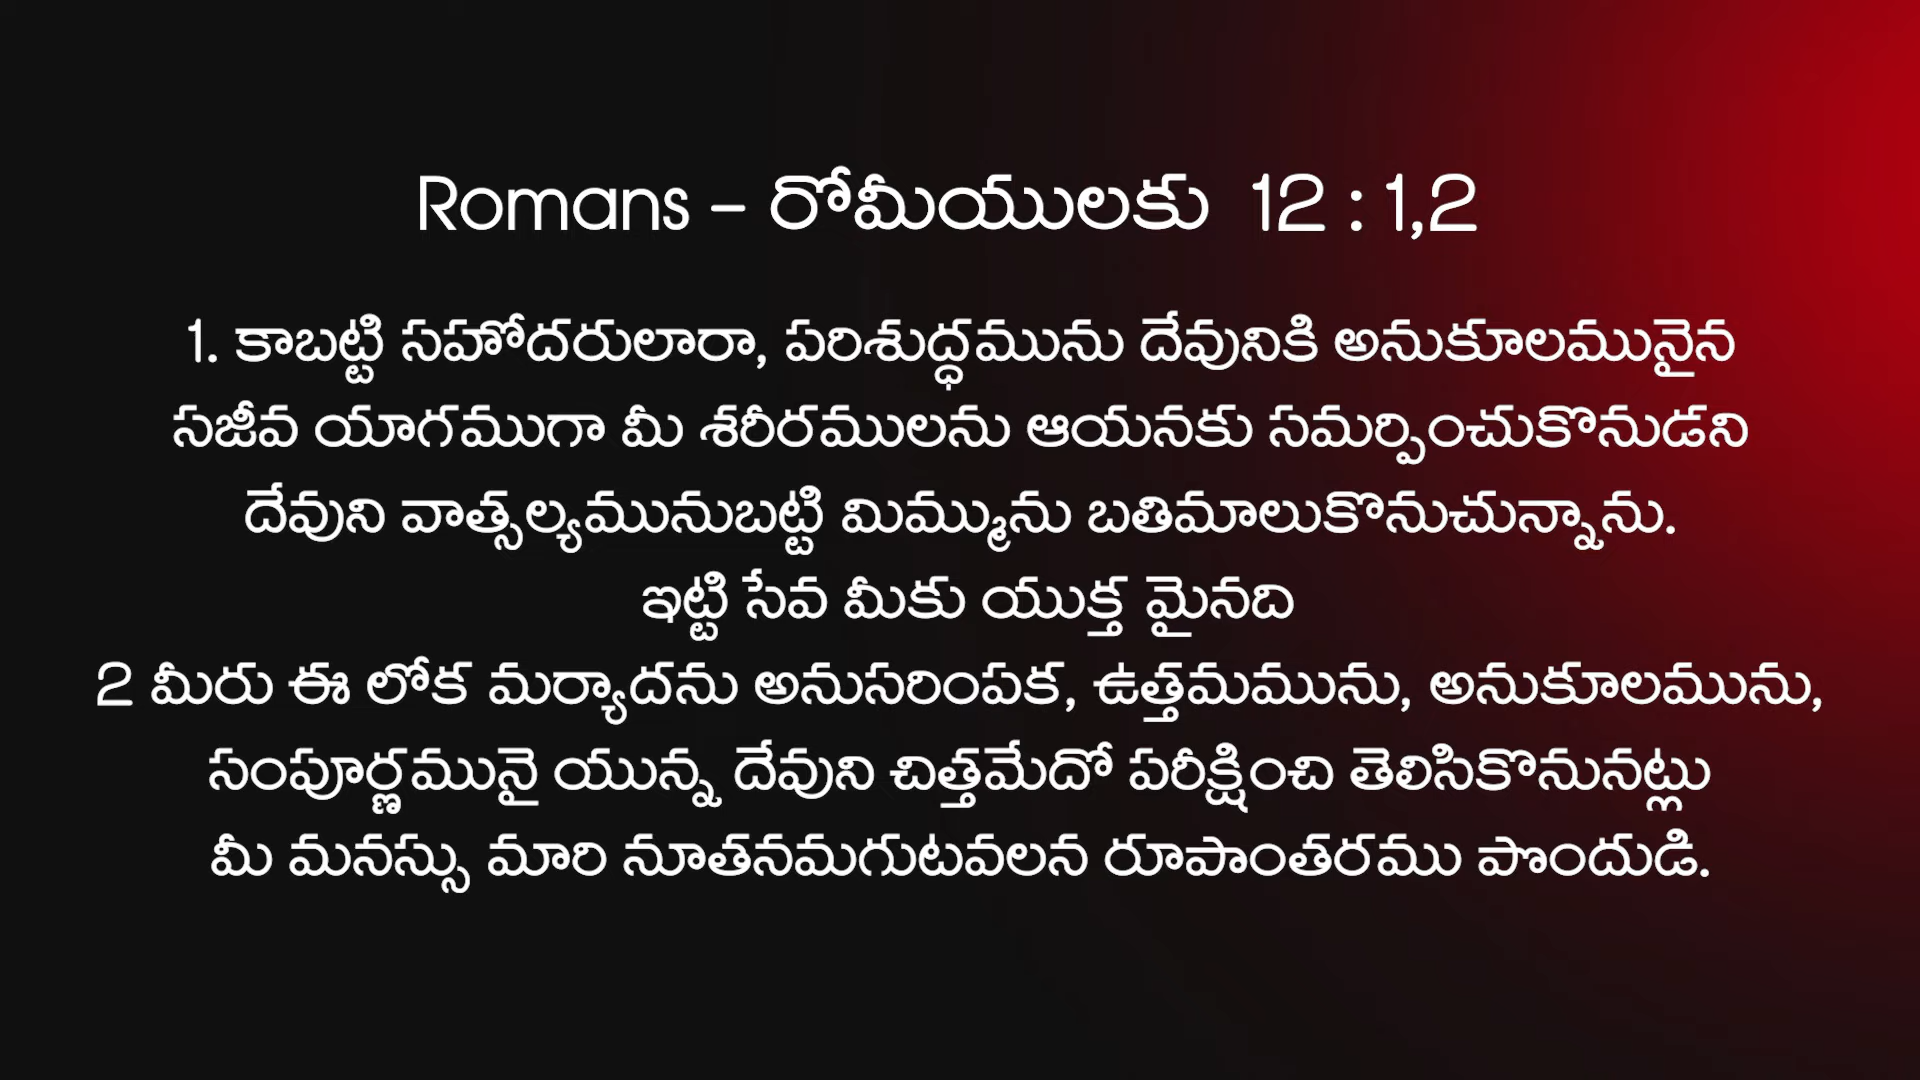 Romans – రోమీయులకు 12 : 1,2
1. కాబట్టి సహోదరులారా, పరిశుద్ధమును దేవునికి అనుకూలమునైన
సజీవ యాగముగా మీ శరీరములను ఆయనకు సమర్పించుకొనుడని
దేవుని వాత్సల్యమునుబట్టి మిమ్మును బతిమాలుకొనుచున్నాను.
ఇట్టి సేవ మీకు యుక్త మైనది
2 మీరు ఈ లోక మర్యాదను అనుసరింపక, ఉత్తమమును, అనుకూలమును,
సంపూర్ణమునై యున్న దేవుని చిత్తమేదో పరీక్షించి తెలిసికొనునట్లు
మీ మనస్సు మారి నూతనమగుటవలన రూపాంతరము పొందుడి.